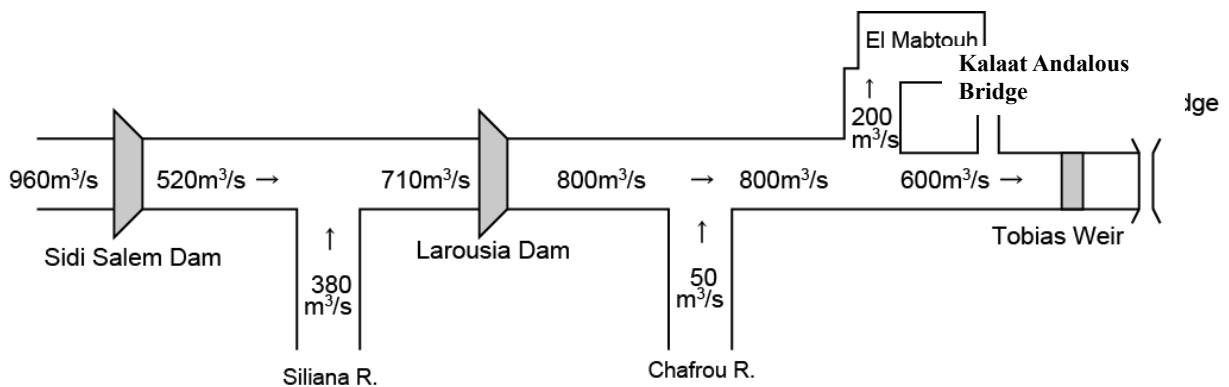 El Mabtouh
Kalaat Andalous
Bridge
dge
200
m³/s
960m³/s
520m³/s →
710m³/s
800m³/s
→
800m³/s
600m³/s →
Sidi Salem Dam
↑
380
m³/s
Larousia Dam
↑
50
m³/s
Tobias Weir
Siliana R.
Chafrou R.